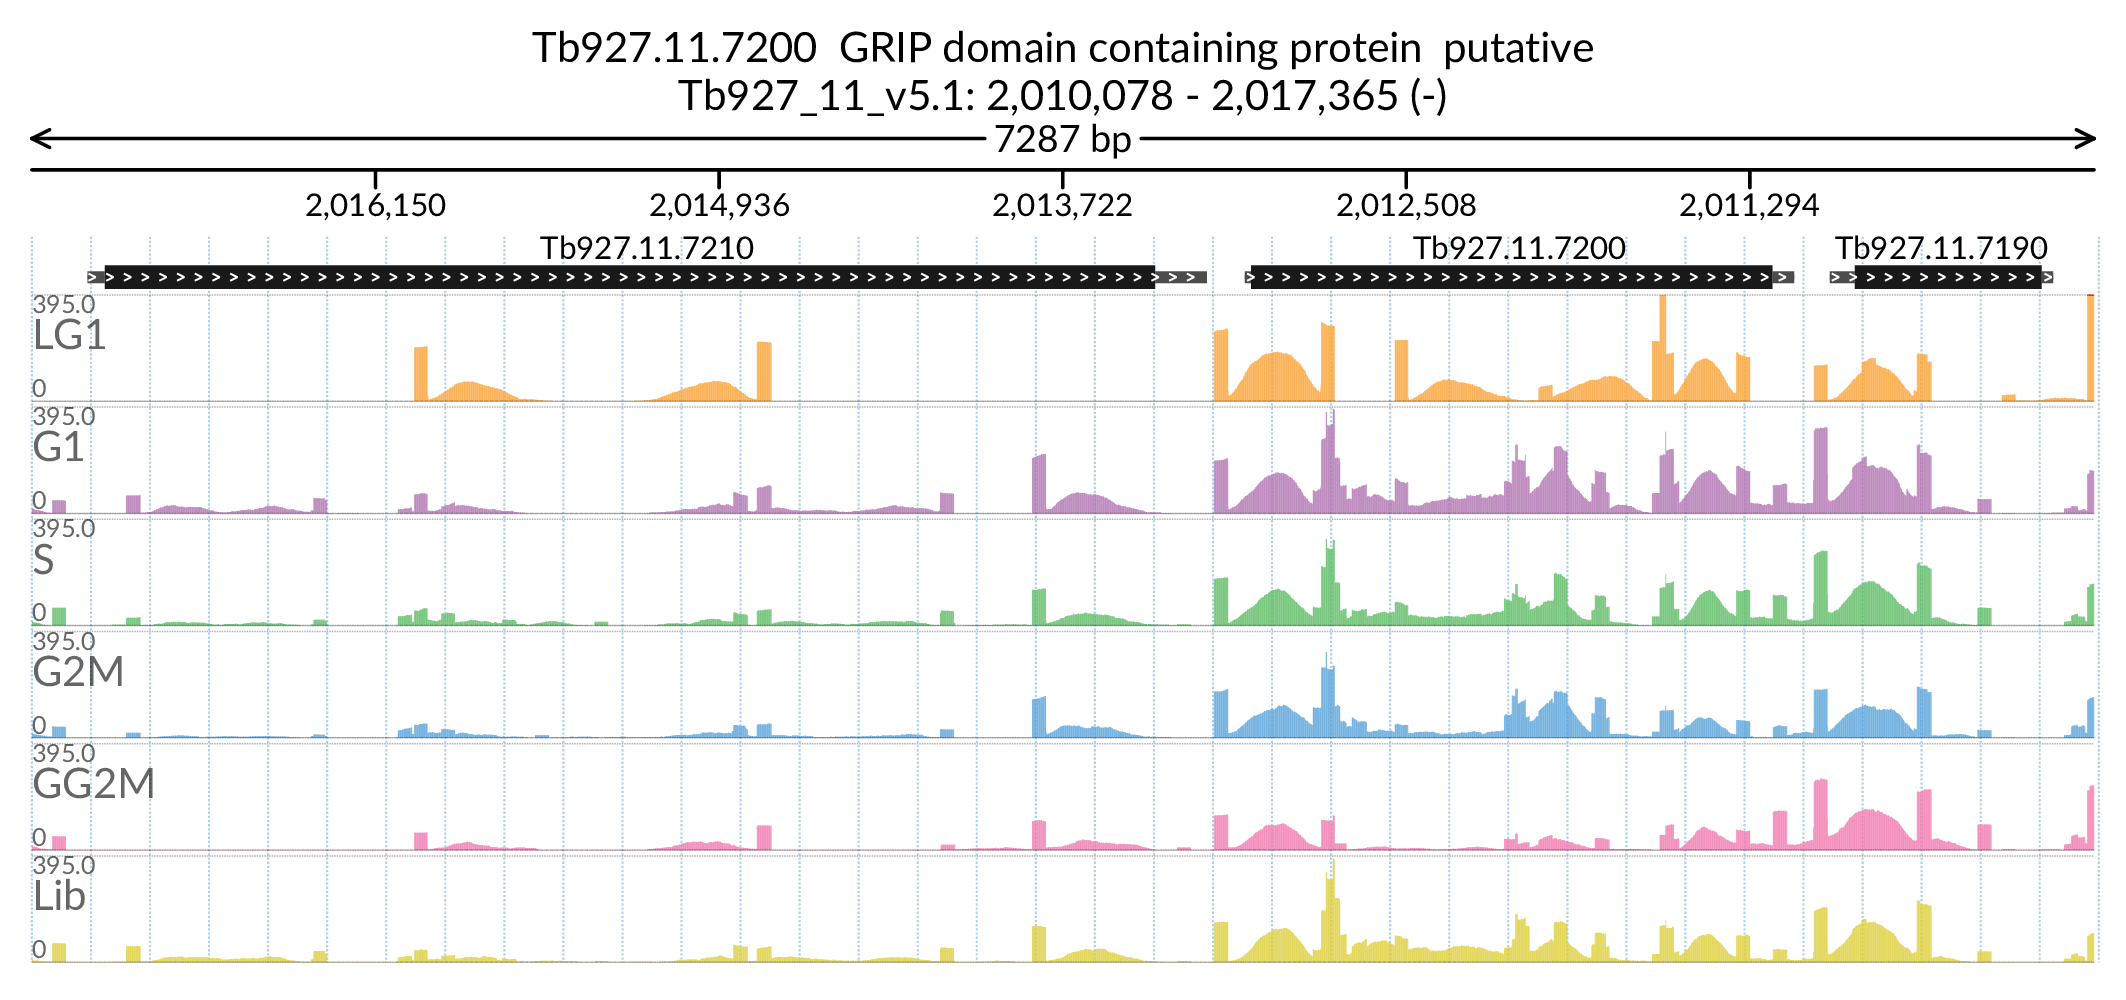 Tb927.11.7200  GRIP domain containing protein  putative
Tb927_11_v5.1: 2,010,078 - 2,017,365 (-)
7287 bp
2,016,150 2,014,936 2,013,722 2,012,508 2,011,294
Tb927.11.7210 Tb927.11.7200 Tb927.11.7190
395.0
LG1
0
395.0
G1
0
395.0
S
0
395.0
G2M
0
395.0
GG2M
0
395.0
Lib
0